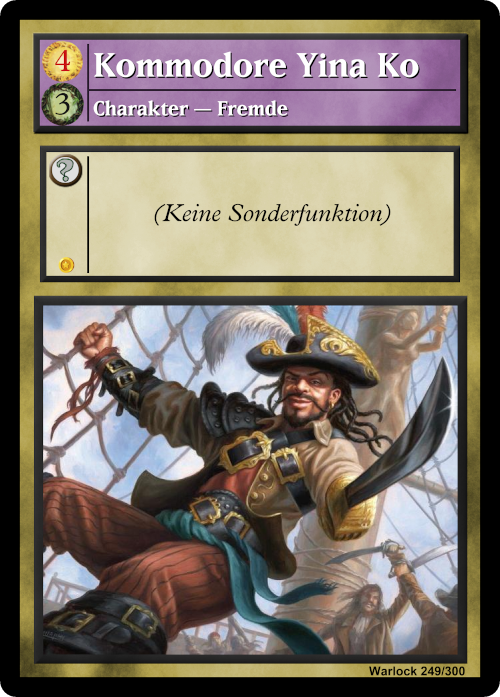 4
Kommodore Yina Ko
3
Charakter — Fremde
?
(Keine Sonderfunktion)
Warlock 249/300